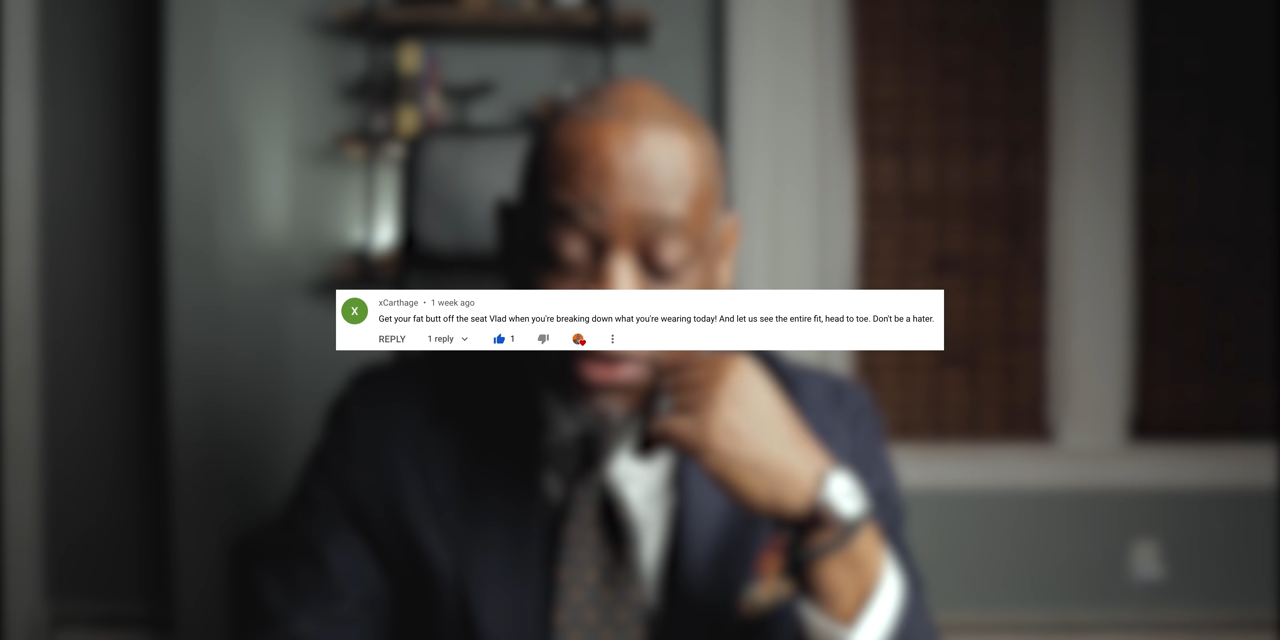 X
xCarthage • 1 week ago
Get your fat butt off the seat Vlad when you're breaking down what you're wearing today! And let us see the entire fit, head to toe. Don't be a hater.
REPLY 1 reply 1